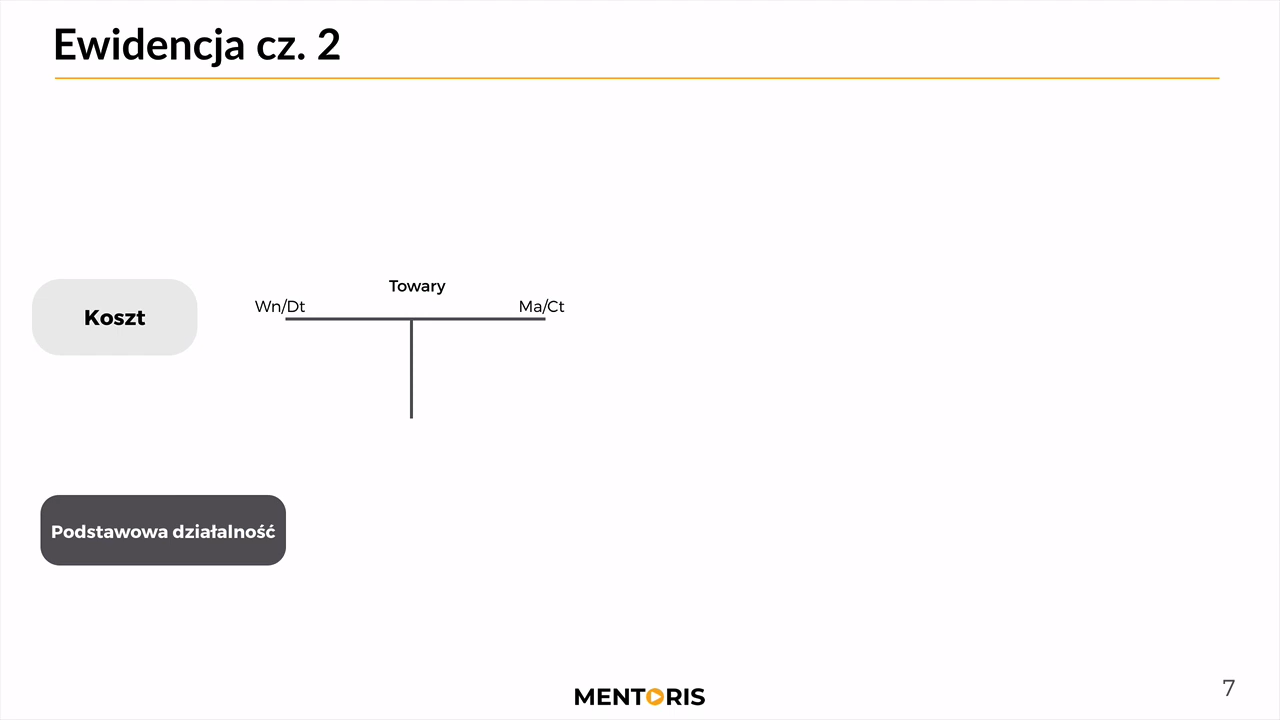 Ewidencja cz. 2
Towary
Wn/Dt Ma/Ct
Koszt
Podstawowa działalność
MENTORIS
7